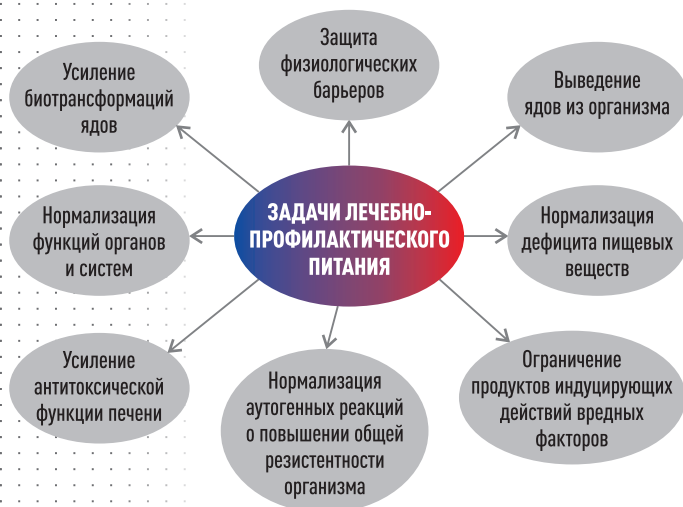 Защита
физиологических
барьеров
Усиление
биотрансформаций
ядов
Выведение
ядов из организма
ЗАДАЧИ ЛЕЧЕБНО-
ПРОФИЛАКТИЧЕСКОГО
ПИТАНИЯ
Нормализация
функций органов
и систем
Нормализация
дефицита пищевых
веществ
Усиление
антитоксической
функции печени
Нормализация
аутогенных реакций
о повышении общей
резистентности
организма
Ограничение
продуктов индуцирующих
действий вредных
факторов